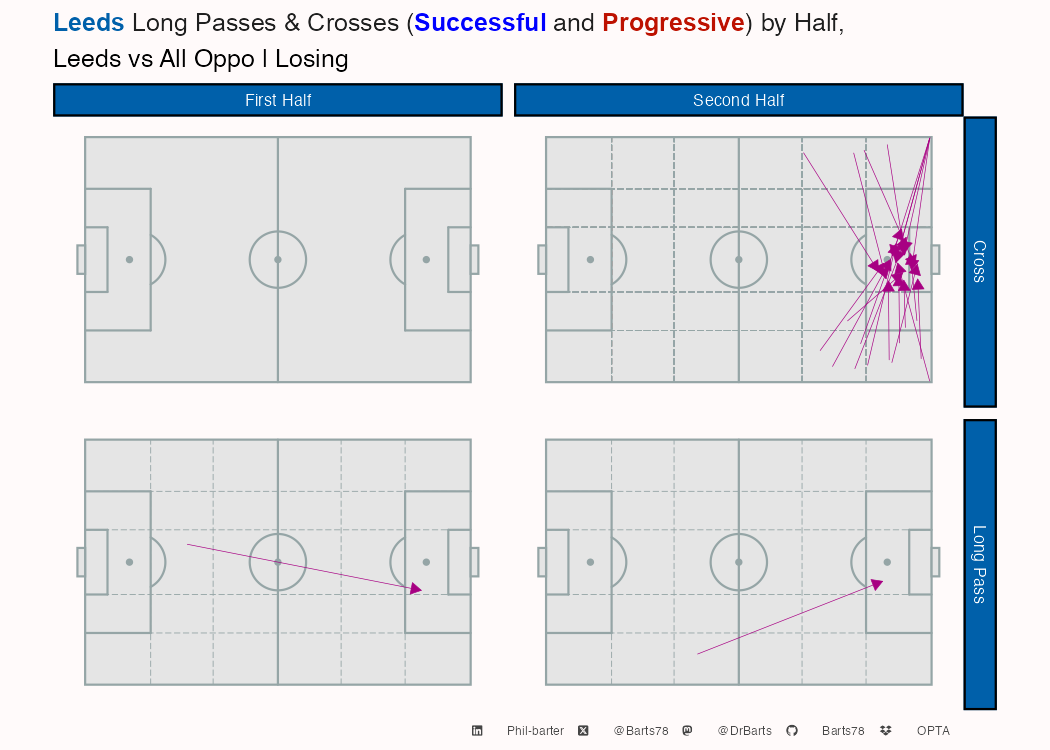 Leeds Long Passes & Crosses (Successful and Progressive) by Half,
Leeds vs All Oppo | Losing
First Half
Second Half
Cross
Long Pass
Phil-barter @Barts78 @DrBarts Barts78 OPTA